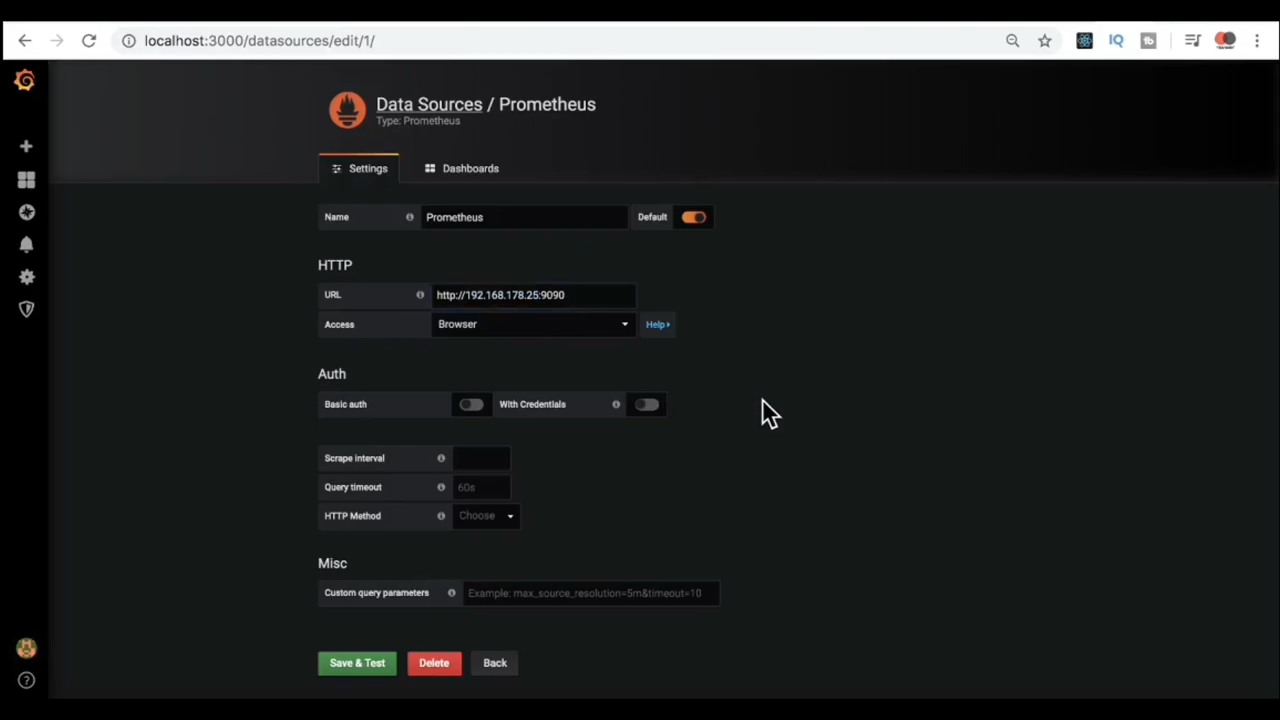 localhost:3000/datasources/edit/1/
IQ
Data Sources / Prometheus
Type: Prometheus
Settings
Dashboards
Name
Prometheus
Default
HTTP
URL
http://192.168.178.25:9090
Access
Browser
Help
Auth
Basic auth
With Credentials
Scrape interval
Query timeout
60s
HTTP Method
Choose
Misc
Custom query parameters
Example: max_source_resolution=5m&timeout=10
Save & Test
Delete
Back